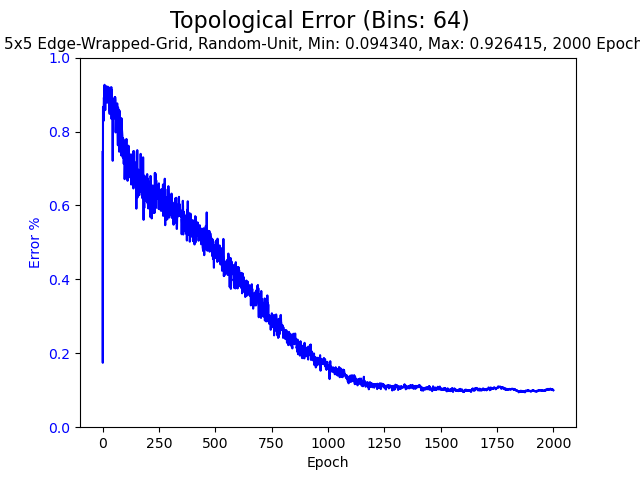 Topological Error (Bins: 64)
5x5 Edge-Wrapped-Grid, Random-Unit, Min: 0.094340, Max: 0.926415, 2000 Epoch
1.0
0.8
0.6
0.4
0.2
0.0
Error %
0 250 500 750 1000 1250 1500 1750 2000
Epoch